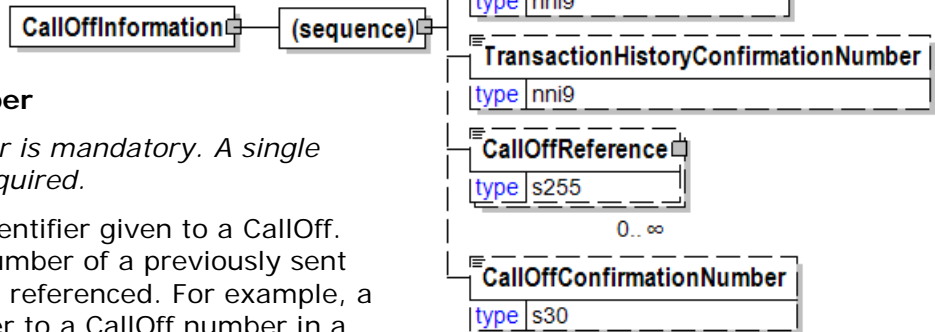 type nni9
CallOffInformation
(sequence)
TransactionHistoryConfirmationNumber
type nni9
ber
r is mandatory. A single
quired.
CallOffReference
type s255
0.. ∞
entifier given to a CallOff.
umber of a previously sent
referenced. For example, a
er to a CallOff number in a
CallOffConfirmationNumber
type s30